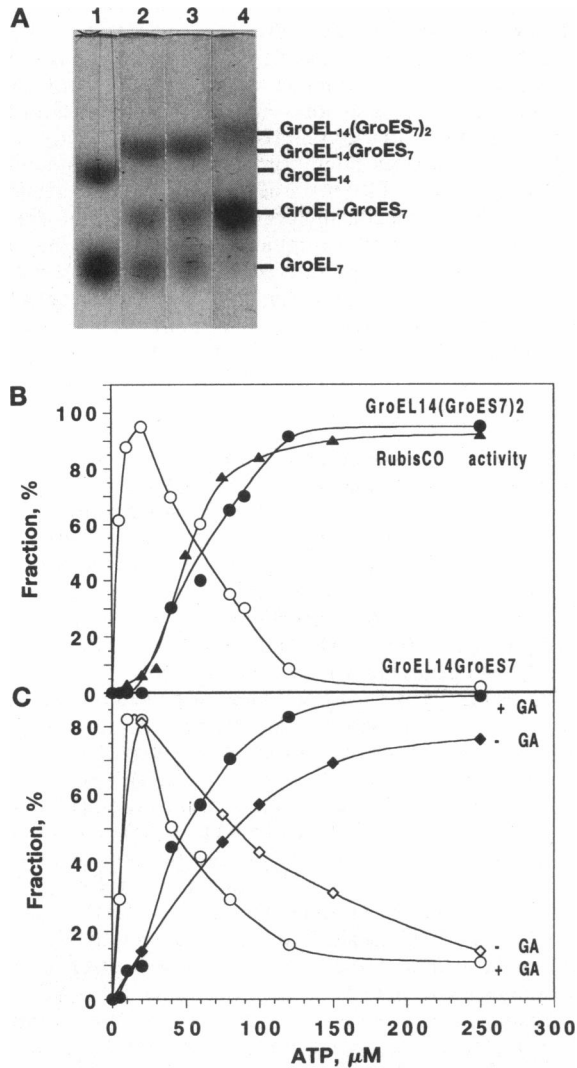 A
1 2 3 4
GroEL₁₄(GroES₇)₂
GroEL₁₄GroES₇
GroEL₁₄
GroEL₇GroES₇
GroEL₇
B
100
80
60
40
20
0
Fraction, %
GroEL14(GroES7)2
RubisCO activity
GroEL14GroES7
C
80
60
40
20
0
Fraction, %
+ GA
- GA
- GA
+ GA
0 50 100 150 200 250 300
ATP, μM